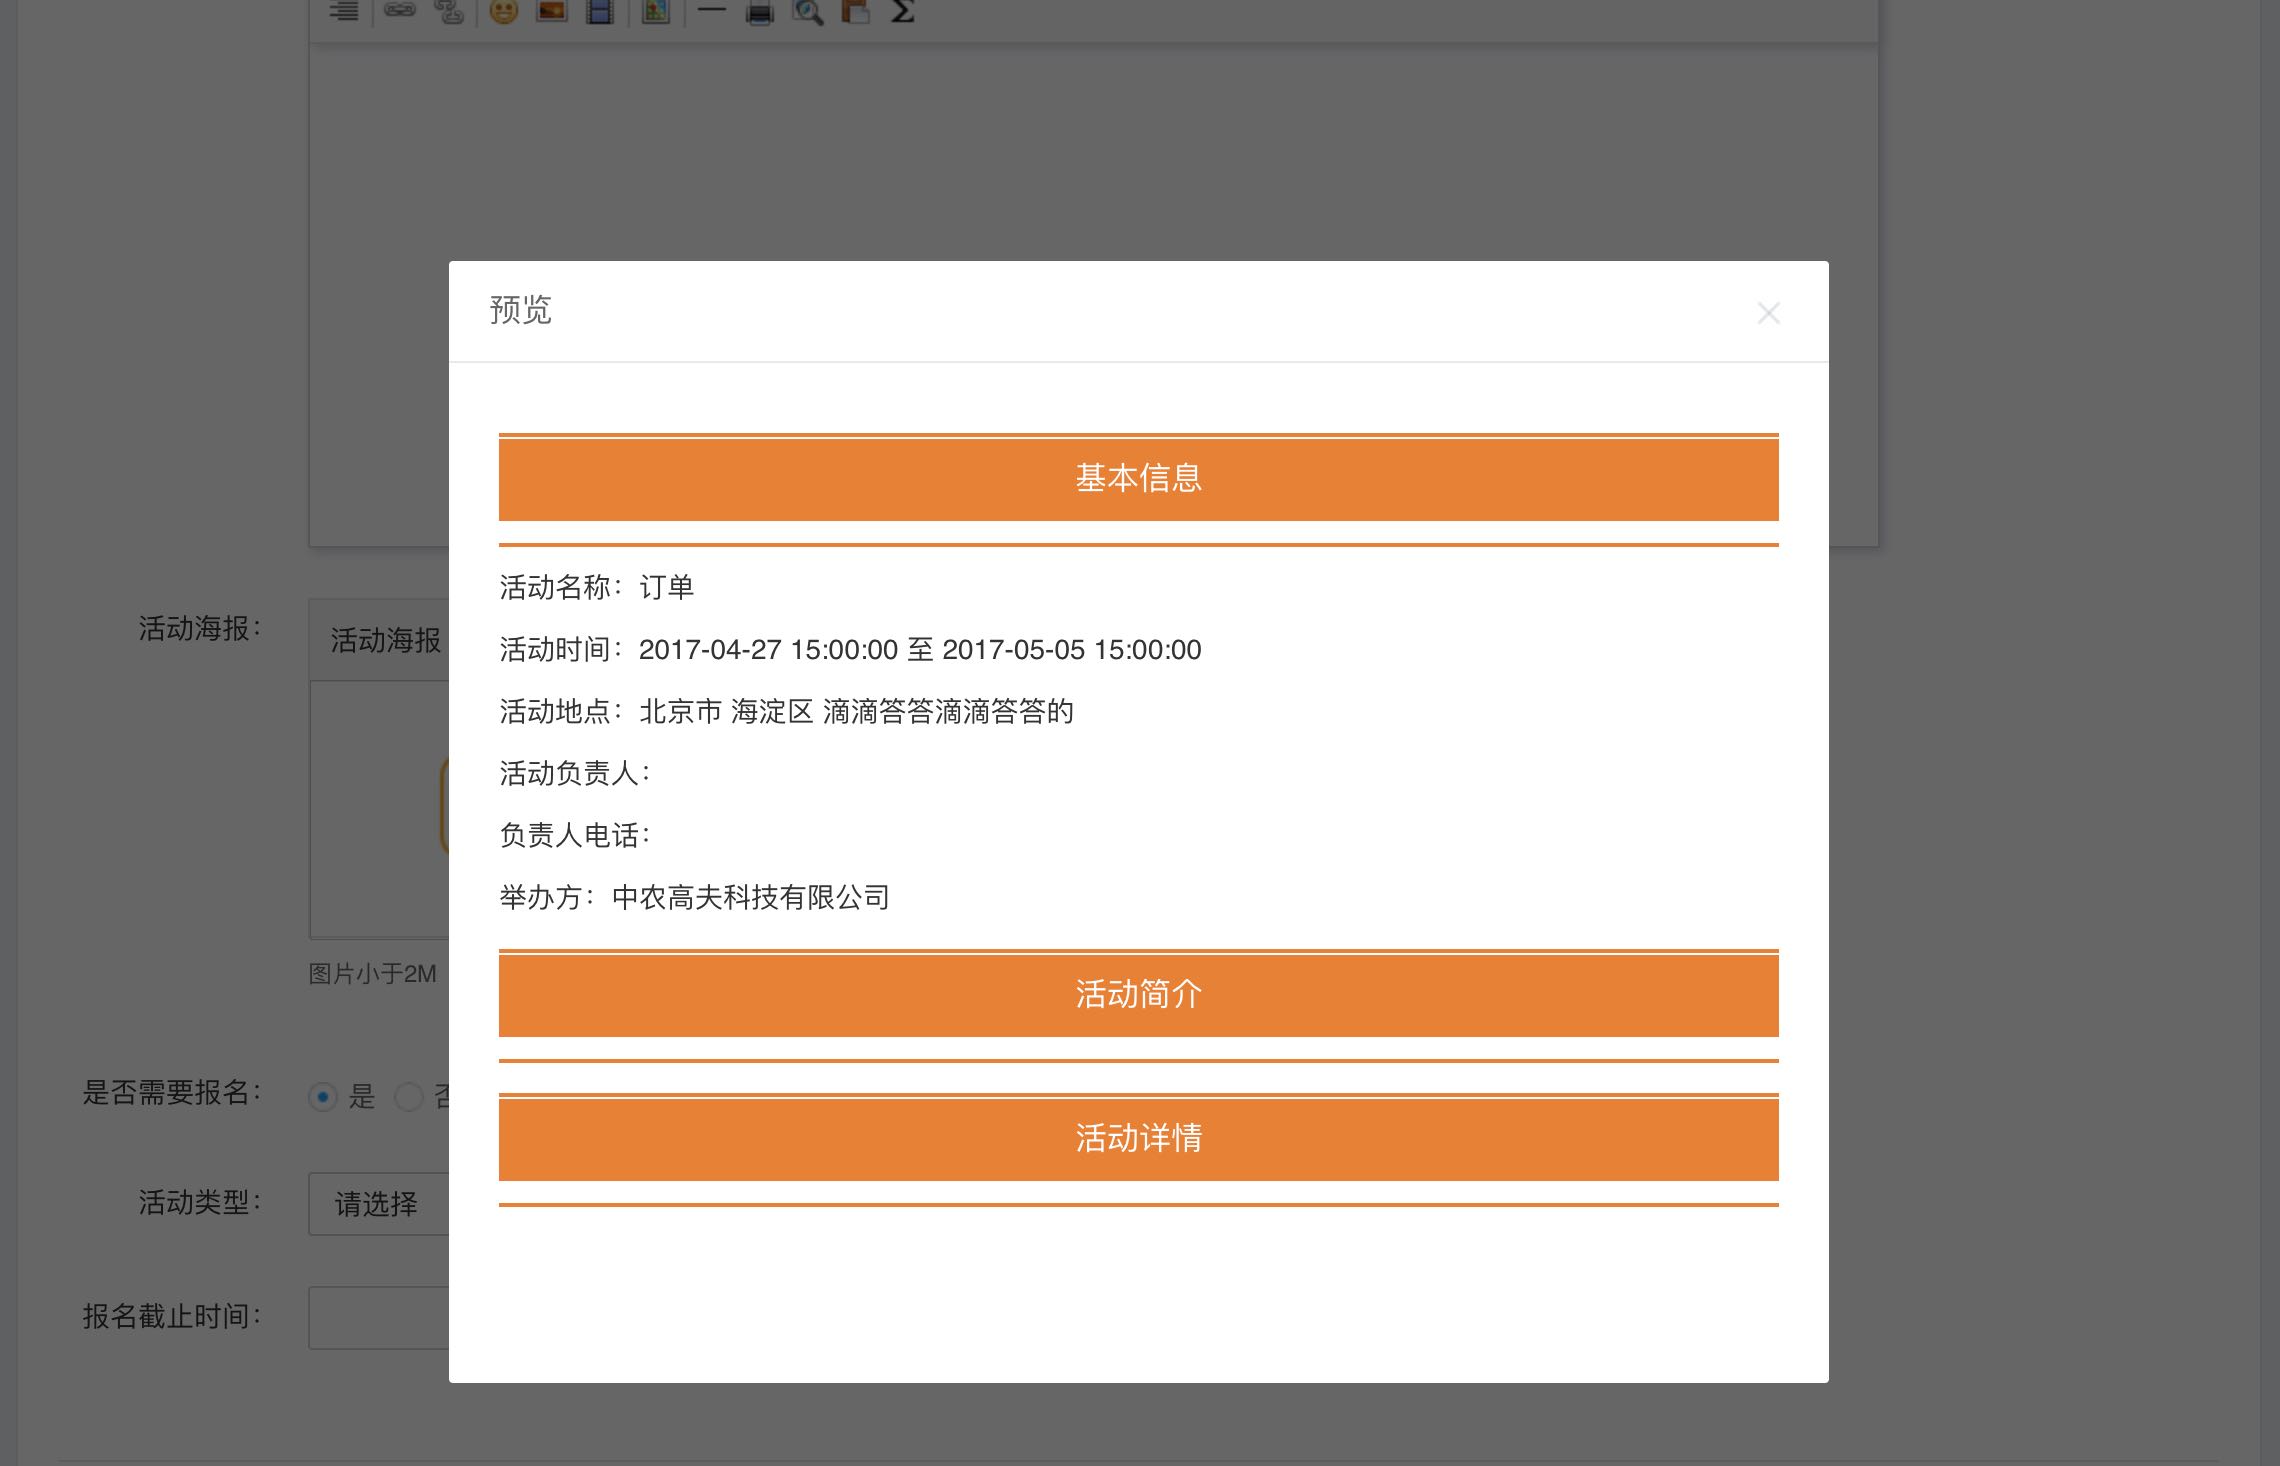 预览
基本信息
活动名称：订单
活动时间：2017-04-27 15:00:00 至 2017-05-05 15:00:00
活动地点：北京市 海淀区 滴滴答答滴滴答答的
活动负责人：
负责人电话：
举办方：中农高夫科技有限公司
活动简介
活动详情
活动海报：
活动海报
图片小于2M
是否需要报名：
是
活动类型：
请选择
报名截止时间：